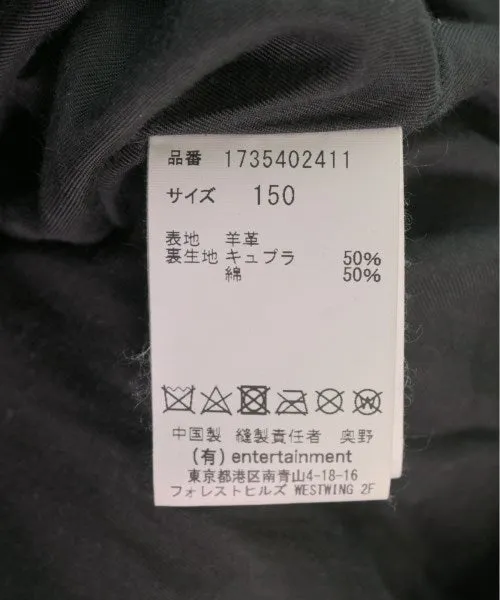 品番 1735402411
サイズ 150
表地 羊革
裏生地 キュプラ 50%
綿 50%
中国製 縫製責任者 奥野
(有) entertainment
東京都港区南青山4-18-16
フォレストヒルズ WESTWING 2F